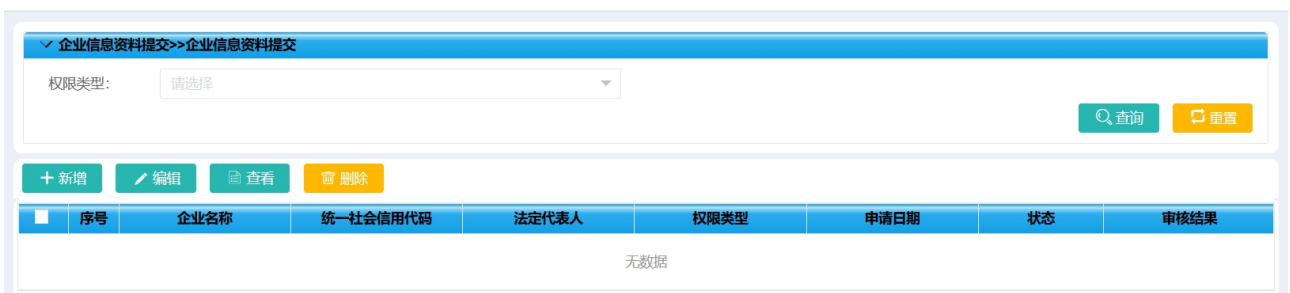 企业信息资料提交>>企业信息资料提交
权限类型: 请选择
查询 重置
新增 编辑 查看 删除
序号 企业名称 统一社会信用代码 法定代表人 权限类型 申请日期 状态 审核结果
无数据